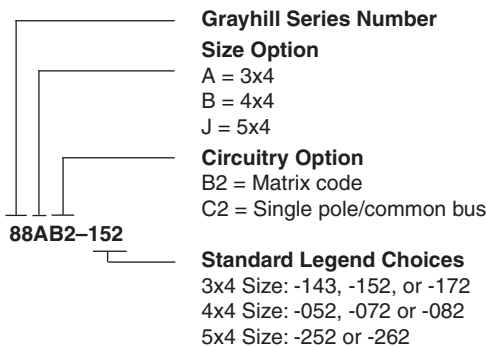 Grayhill Series Number
Size Option
A = 3x4
B = 4x4
J = 5x4
Circuitry Option
B2 = Matrix code
C2 = Single pole/common bus
88AB2–152
Standard Legend Choices
3x4 Size: -143, -152, or -172
4x4 Size: -052, -072 or -082
5x4 Size: -252 or -262